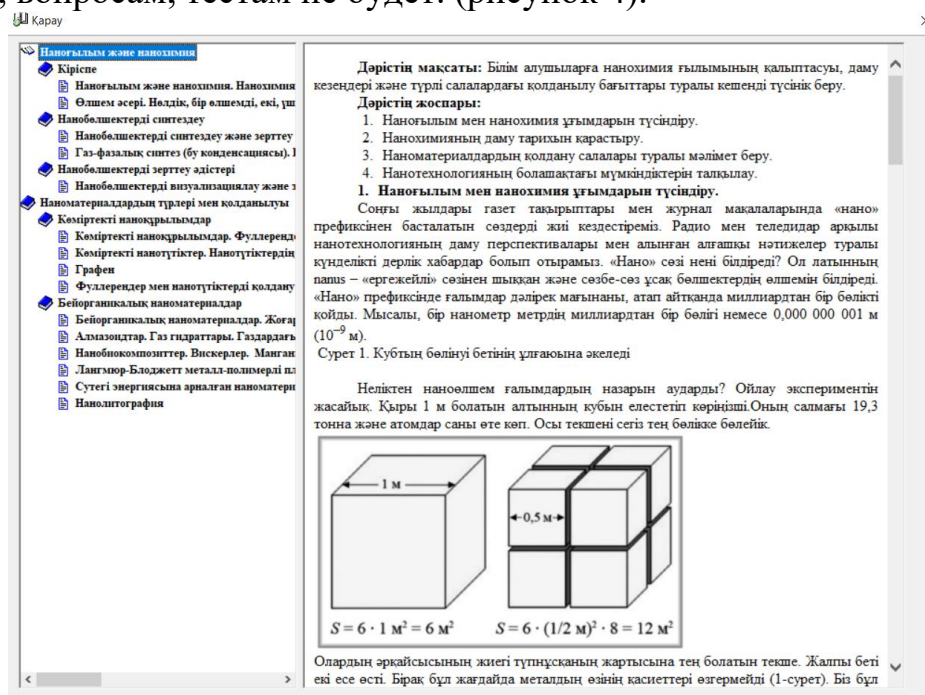 вопросам, тестам не будет. (рисунок 4).
Қарау
Наноғылым және нанохимия
Кіріспе
Наноғылым және нанохимия. Нанохимия
Өлшем әсері. Нөлдік, бір өлшемді, екі, үш
Нанобөлшектерді синтездеу
Нанобөлшектерді синтездеу және зерттеу
Газ-фазалық синтез (бу конденсациясы). 
Нанобөлшектерді зерттеу әдістері
Нанобөлшектерді визуализациялау және з
Наноматериалдардың түрлері мен қолданылуы
Көміртекті наноқұрылымдар
Көміртекті наноқұрылымдар. Фуллеренд
Көміртекті нанотүтіктер. Нанотүтіктердің
Графен
Фуллерендер мен нанотүтіктерді қолдану
Бейорганикалық наноматериалдар
Бейорганикалық наноматериалдар. Жоғар
Алмазоидтар. Газ гидраттары. Газдардағы
Нанобиокомпозиттер. Вискерлер. Манган
Лангмюр-Блоджетт металл-полимерлі пл
Сутегі энергиясына арналған наноматери
Нанолитография
Дәрістің мақсаты: Білім алушыларға нанохимия ғылымының қалыптасуы, даму
кезеңдері және түрлі салалардағы қолданылу бағыттары туралы кешенді түсінік беру.
Дәрістің жоспары:
1. Наноғылым мен нанохимия ұғымдарын түсіндіру.
2. Нанохимияның даму тарихын қарастыру.
3. Наноматериалдардың қолдану салалары туралы мәлімет беру.
4. Нанотехнологияның болашақтағы мүмкіндіктерін талқылау.
1. Наноғылым мен нанохимия ұғымдарын түсіндіру.
Соңғы жылдары газет тақырыптары мен журнал мақалаларында «нано»
префиксінен басталатын сөздерді жиі кездестіреміз. Радио мен теледидар арқылы
нанотехнологияның даму перспективалары мен алынған алғашқы нәтижелер туралы
күнделікті дерлік хабардар болып отырамыз. «Нано» сөзі нені білдіреді? Ол латынның
nanus – «ергежейлі» сөзінен шыққан және сөзбе-сөз ұсақ бөлшектердің өлшемін білдіреді.
«Нано» префиксінде ғалымдар дәлірек мағынаны, атап айтқанда миллиардтан бір бөлікті
қойды. Мысалы, бір нанометр метрдің миллиардтан бір бөлігі немесе 0,000 000 001 м
(10⁻⁹ м).
Сурет 1. Кубтың бөлінуі бетінің ұлғаюына әкеледі
Неліктен наноөлшем ғалымдардың назарын аударды? Ойлау экспериментін
жасайық. Қыры 1 м болатын алтынның кубын елестетіп көріңізші.Оның салмағы 19,3
тонна және атомдар саны өте көп. Осы текшені сегіз тең бөлікке бөлейік.
1 м
0,5 м
S = 6 · 1 м² = 6 м²
S = 6 · (1/2 м)² · 8 = 12 м²
Олардың әрқайсысының жиегі түпнұсқаның жартысына тең болатын текше. Жалпы беті
екі есе өсті. Бірақ бұл жағдайда металдың өзінің қасиеттері өзгермейді (1-сурет). Біз бұл